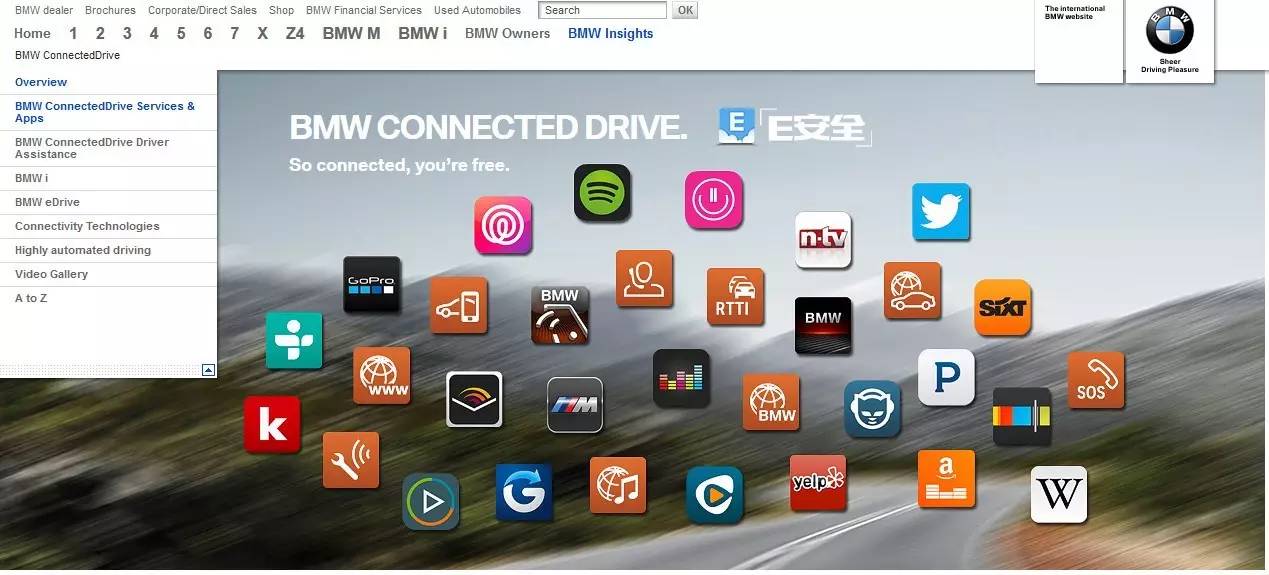 BMW dealer Brochures Corporate/Direct Sales Shop BMW Financial Services Used Automobiles Search OK
Home 1 2 3 4 5 6 7 X Z4 BMW M BMW i BMW Owners BMW Insights
The international
BMW website
BMW
Sheer
Driving Pleasure
BMW ConnectedDrive
Overview
BMW ConnectedDrive Services &
Apps
BMW ConnectedDrive Driver
Assistance
BMW i
BMW eDrive
Connectivity Technologies
Highly automated driving
Video Gallery
A to Z
BMW CONNECTED DRIVE.
E E安全
So connected, you're free.
n-tv
GoPro
BMW
RTTI
BMW
SIXT
WWW
M
BMW
P
SOS
k
G
yelp
a
W